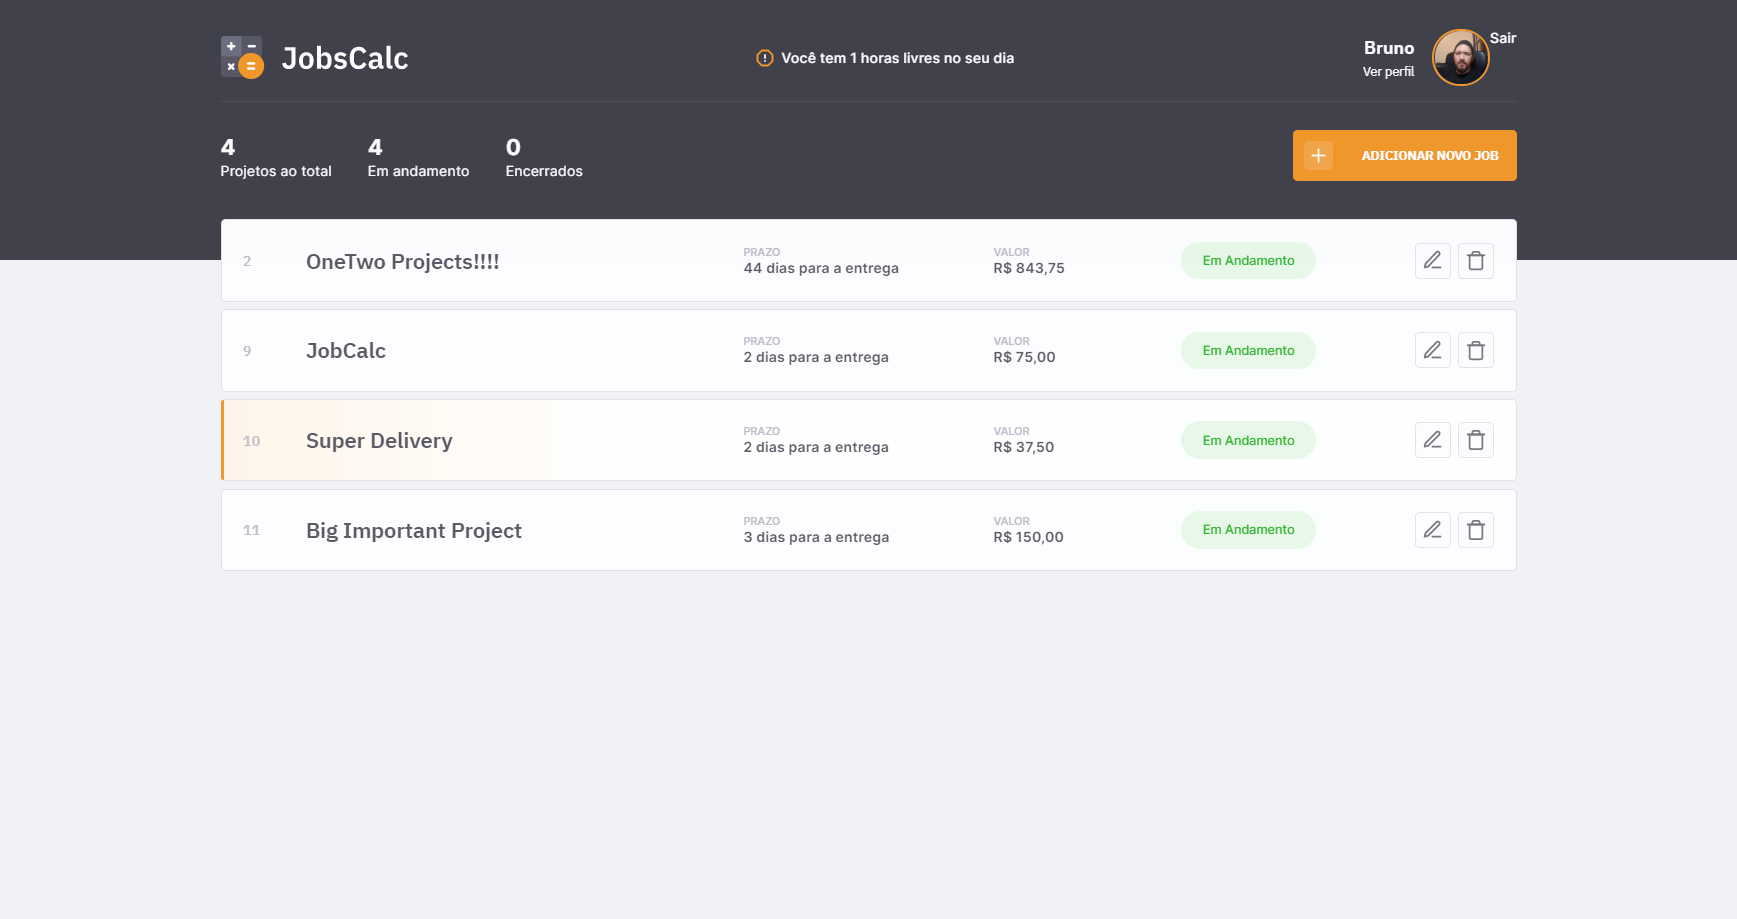 JobsCalc
Você tem 1 horas livres no seu dia
Bruno
Ver perfil
Sair
4
Projetos ao total
4
Em andamento
0
Encerrados
ADICIONAR NOVO JOB
2
OneTwo Projects!!!!
PRAZO
44 dias para a entrega
VALOR
R$ 843,75
Em Andamento
9
JobCalc
PRAZO
2 dias para a entrega
VALOR
R$ 75,00
Em Andamento
10
Super Delivery
PRAZO
2 dias para a entrega
VALOR
R$ 37,50
Em Andamento
11
Big Important Project
PRAZO
3 dias para a entrega
VALOR
R$ 150,00
Em Andamento